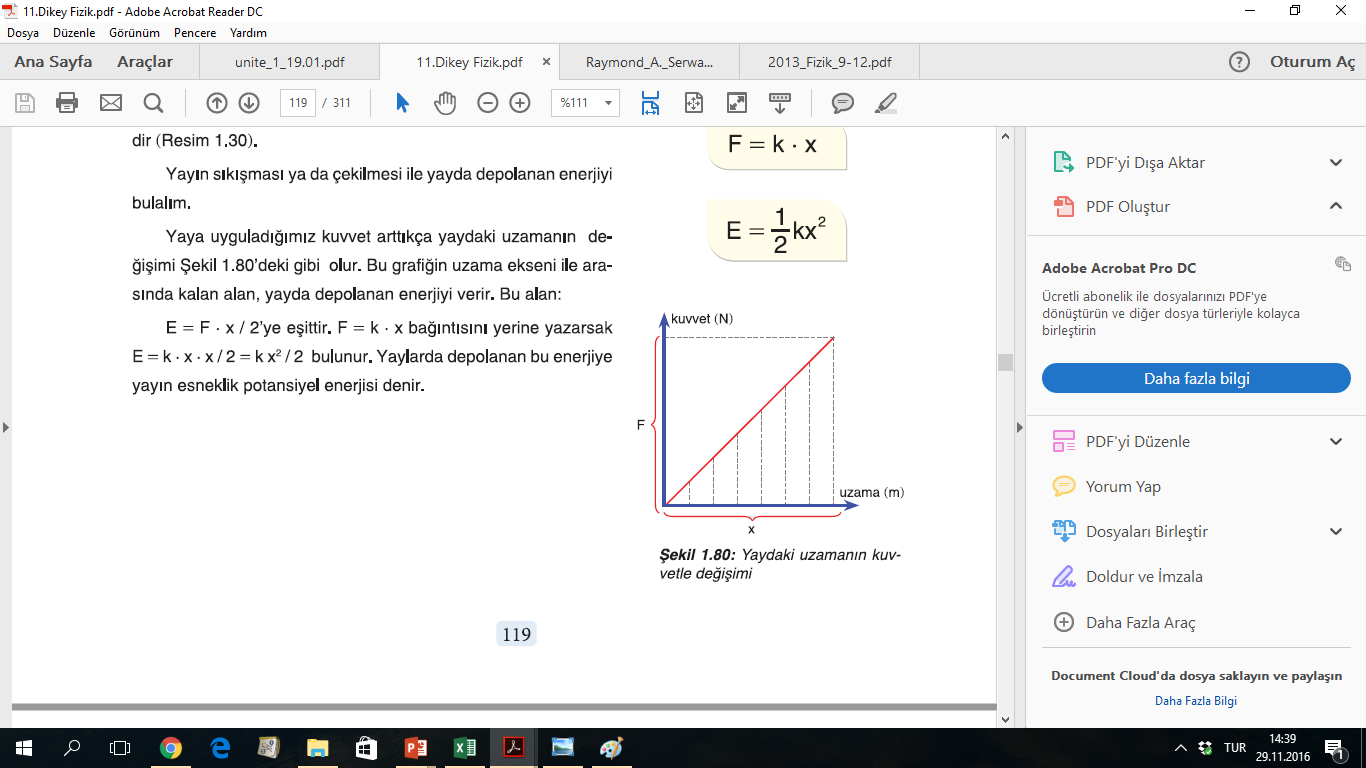 11.Dikey Fizik.pdf - Adobe Acrobat Reader DC
Dosya Düzenle Görünüm Pencere Yardım
Ana Sayfa Araçlar unite_1_19.01.pdf 11.Dikey Fizik.pdf × Raymond_A._Serwa... 2013_Fizik_9-12.pdf ? Oturum Aç
119 / 311 %111
dir (Resim 1.30).
Yayın sıkışması ya da çekilmesi ile yayda depolanan enerjiyi
bulalım.
Yaya uyguladığımız kuvvet arttıkça yaydaki uzamanın de-
ğişimi Şekil 1.80'deki gibi olur. Bu grafiğin uzama ekseni ile ara-
sında kalan alan, yayda depolanan enerjiyi verir. Bu alan:
E = F · x / 2'ye eşittir. F = k · x bağıntısını yerine yazarsak
E = k · x · x / 2 = k x² / 2 bulunur. Yaylarda depolanan bu enerjiye
yayın esneklik potansiyel enerjisi denir.
F = k · x
E = 1/2 kx²
kuvvet (N)
F
uzama (m)
x
Şekil 1.80: Yaydaki uzamanın kuv-
vetle değişimi
119
PDF'yi Dışa Aktar
PDF Oluştur
Adobe Acrobat Pro DC
Ücretli abonelik ile dosyalarınızı PDF'ye
dönüştürün ve diğer dosya türleriyle kolayca
birleştirin
Daha fazla bilgi
PDF'yi Düzenle
Yorum Yap
Dosyaları Birleştir
Doldur ve İmzala
Daha Fazla Araç
Document Cloud'da dosya saklayın ve paylaşın
Daha Fazla Bilgi
TUR
14:39
29.11.2016
1